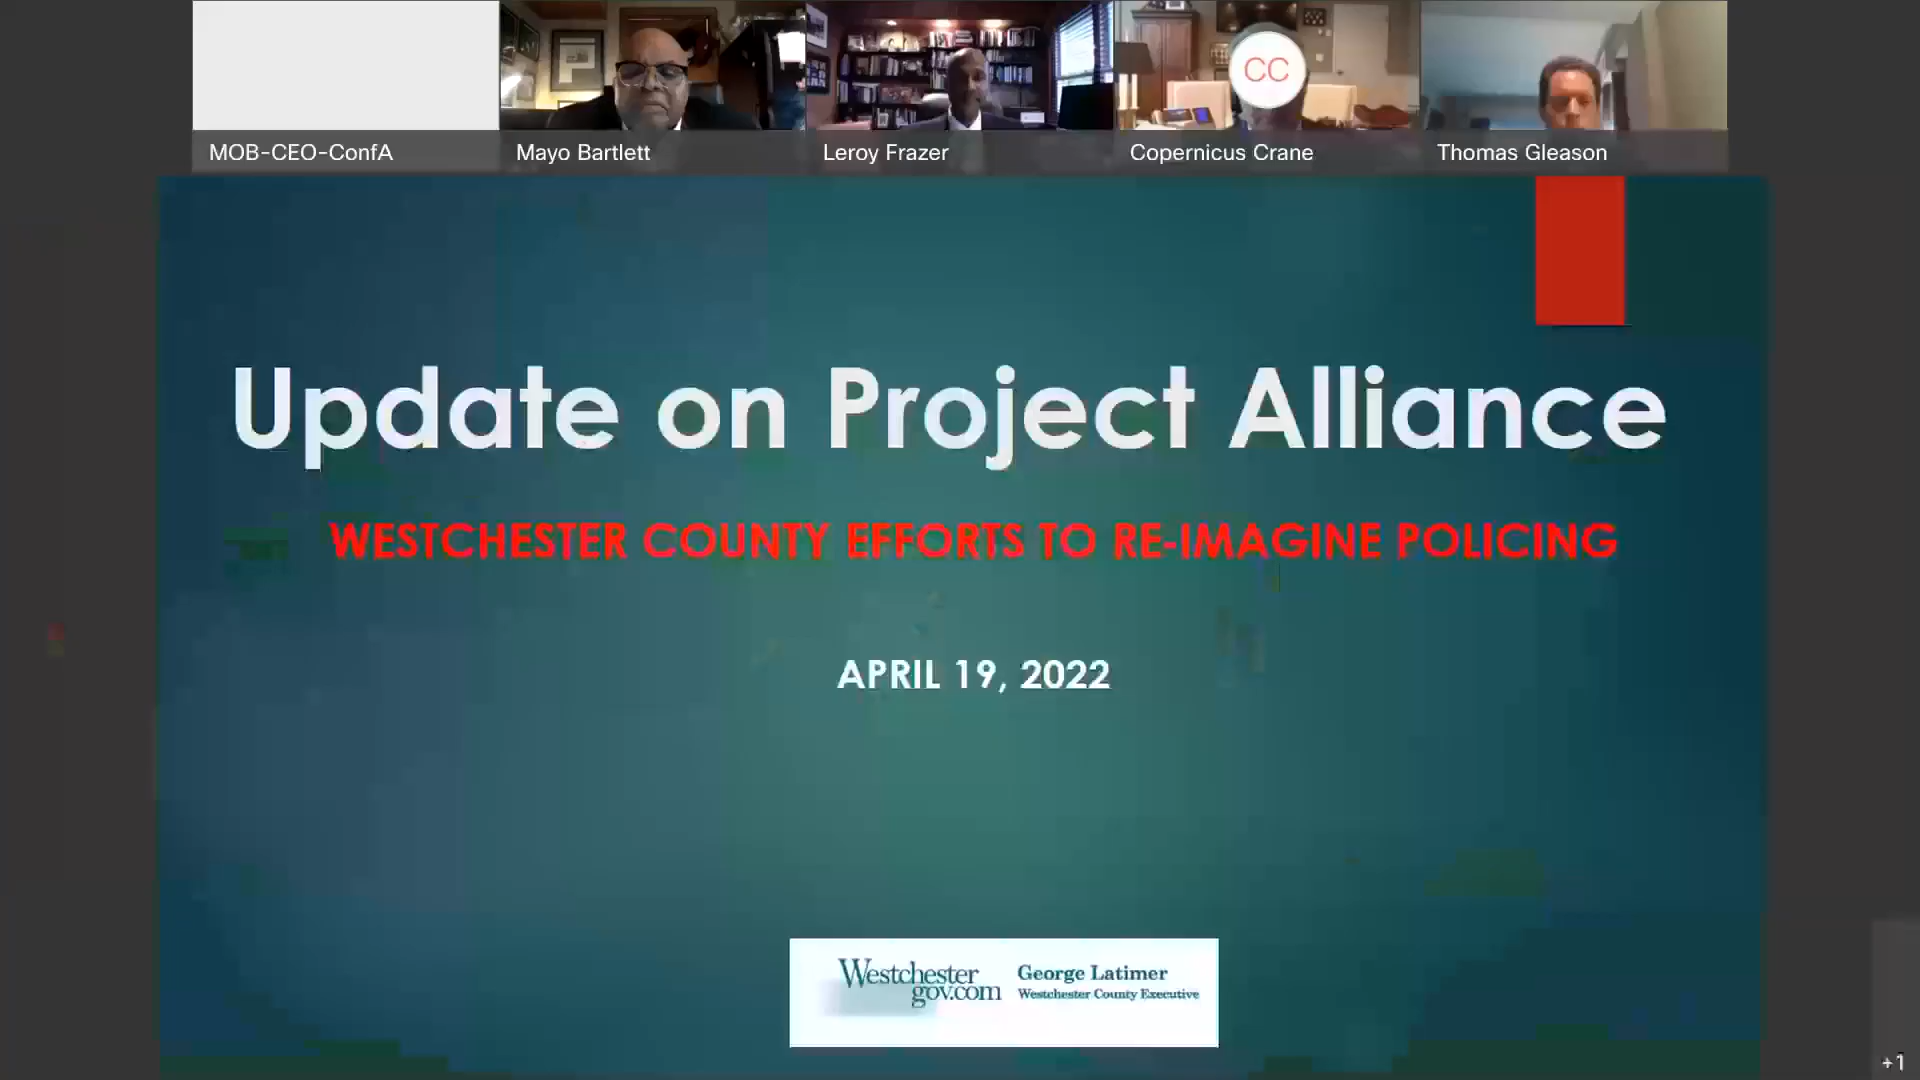 CC
MOB-CEO-ConfA
Mayo Bartlett
Leroy Frazer
Copernicus Crane
Thomas Gleason
Update on Project Alliance
WESTCHESTER COUNTY EFFORTS TO RE-IMAGINE POLICING
APRIL 19, 2022
Westchester
gov.com
George Latimer
Westchester County Executive
+1